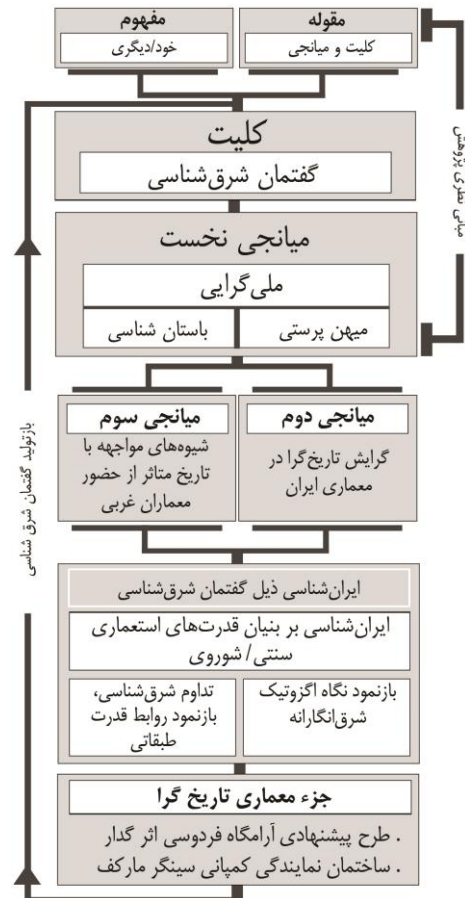 مقوله
مفهوم
کلیت و میانجی
خود/دیگری
کلیت
گفتمان شرق‌شناسی
میانجی نخست
ملی‌گرایی
میهن پرستی
باستان شناسی
میانجی دوم
گرایش تاریخ‌گرا در
معماری ایران
میانجی سوم
شیوه‌های مواجهه با
تاریخ متاثر از حضور
معماران غربی
ایران‌شناسی ذیل گفتمان شرق‌شناسی
ایران‌شناسی بر بنیان قدرت‌های استعماری
سنتی/ شوروی
بازنمود نگاه اگزوتیک
شرق‌انگارانه
تداوم شرق‌شناسی،
بازنمود روابط قدرت
طبقاتی
جزء معماری تاریخ گرا
. طرح پیشنهادی آرامگاه فردوسی اثر گدار
. ساختمان نمایندگی کمپانی سینگر مارکف
مبانی نظری پژوهش
بازتولید گفتمان شرق شناسی